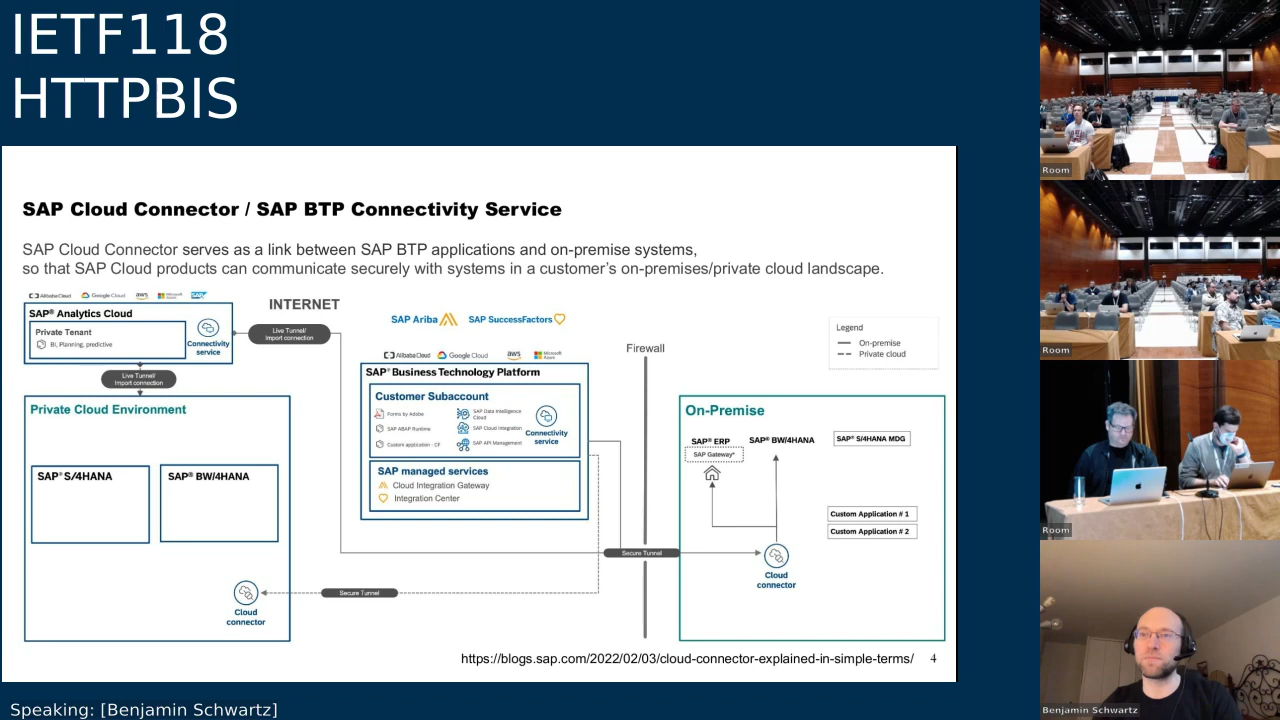 IETF118
HTTPBIS
SAP Cloud Connector / SAP BTP Connectivity Service
SAP Cloud Connector serves as a link between SAP BTP applications and on-premise systems,
so that SAP Cloud products can communicate securely with systems in a customer's on-premises/private cloud landscape.
Alibaba Cloud Google Cloud aws Microsoft Azure SAP
SAP® Analytics Cloud
Private Tenant
BI, Planning, predictive
Connectivity
service
INTERNET
Live Tunnel/
Import connection
Live Tunnel/
Import connection
SAP Ariba SAP SuccessFactors
Alibaba Cloud Google Cloud aws Microsoft Azure
SAP® Business Technology Platform
Customer Subaccount
Forms by Adobe
SAP ABAP Runtime
Custom application - CF
SAP Data Intelligence
Cloud
SAP Cloud Integration
SAP API Management
Connectivity
service
SAP managed services
Cloud Integration Gateway
Integration Center
Private Cloud Environment
SAP® S/4HANA
SAP® BW/4HANA
Cloud
connector
Secure Tunnel
Firewall
Secure Tunnel
Legend
On-premise
Private cloud
On-Premise
SAP® ERP
SAP Gateway*
SAP® BW/4HANA
SAP® S/4HANA MDG
Custom Application # 1
Custom Application # 2
Cloud
connector
https://blogs.sap.com/2022/02/03/cloud-connector-explained-in-simple-terms/ 4
Speaking: [Benjamin Schwartz]
Room
Room
Room
Benjamin Schwartz